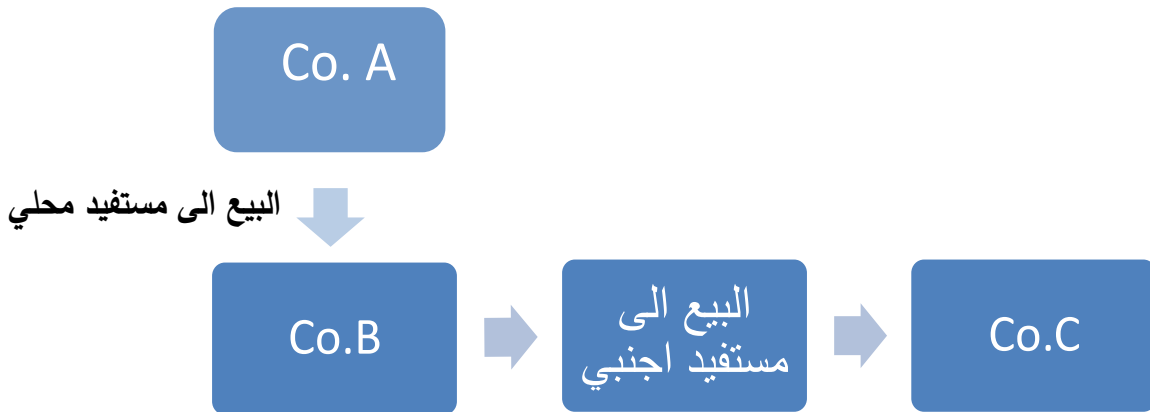 Co. A
البيع الى مستفيد محلي
Co.B
البيع الى
مستفيد اجنبي
Co.C